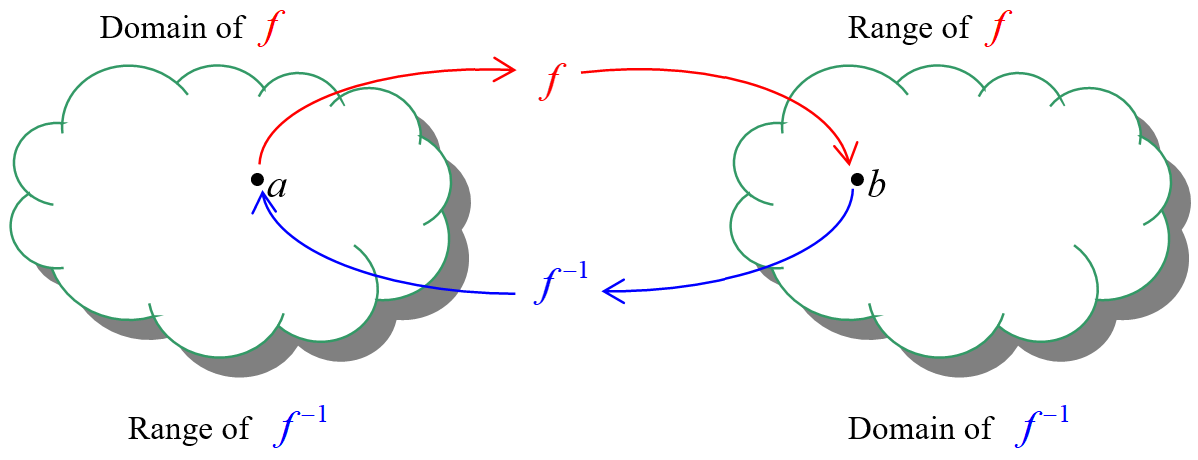 Domain of f
Range of f
f
a
b
f⁻¹
Range of f⁻¹
Domain of f⁻¹